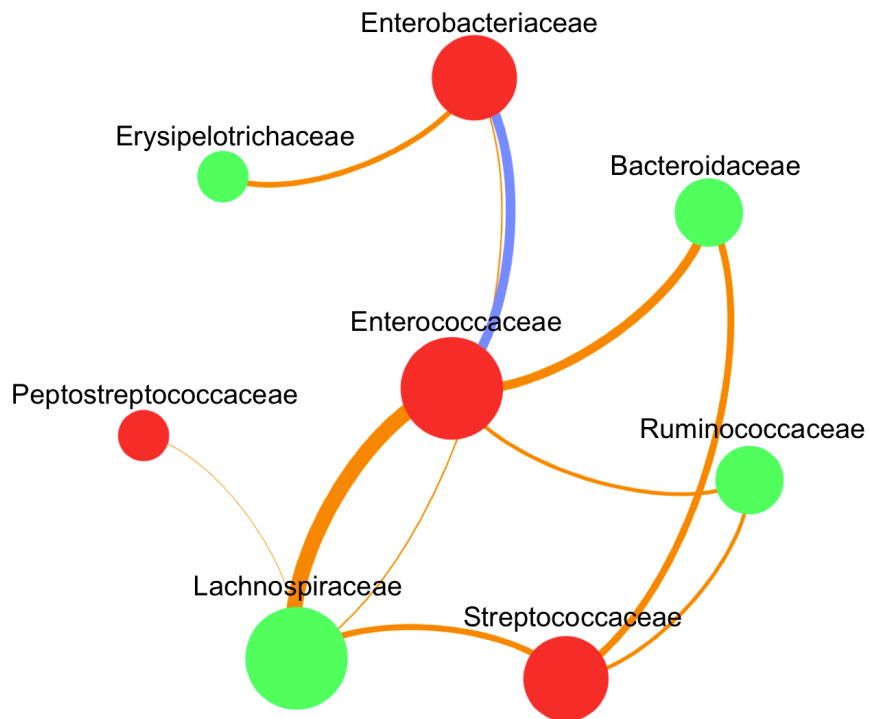 Enterobacteriaceae
Erysipelotrichaceae
Bacteroidaceae
Enterococcaceae
Peptostreptococcaceae
Ruminococcaceae
Lachnospiraceae
Streptococcaceae